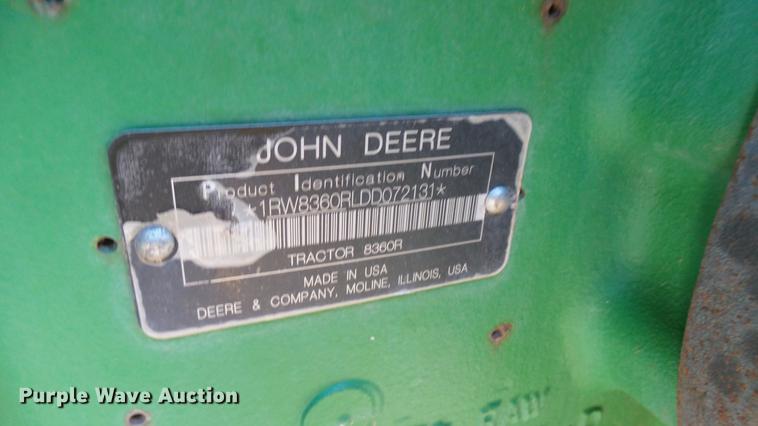 JOHN DEERE
Product Identification Number
*1RW8360RLDD072131*
TRACTOR 8360R
MADE IN USA
DEERE & COMPANY, MOLINE, ILLINOIS, USA
Purple Wave Auction